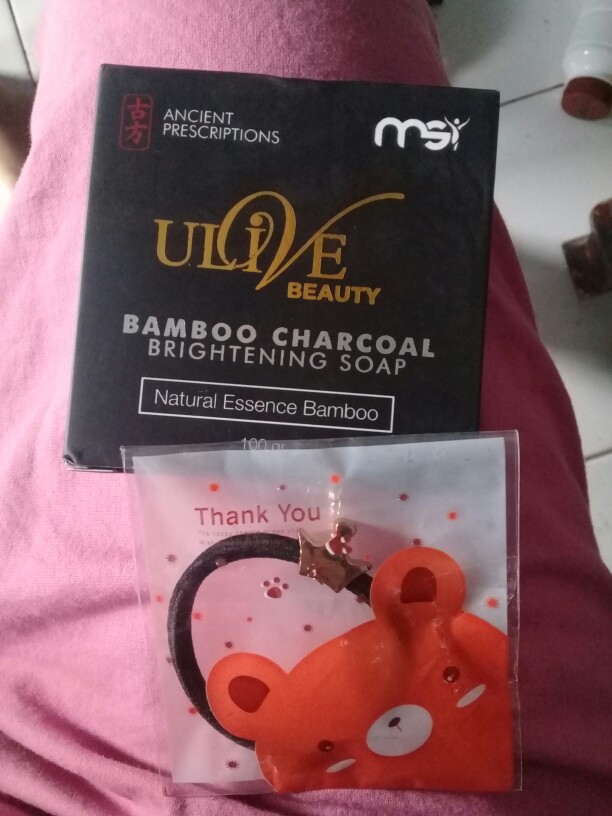 古方
ANCIENT
PRESCRIPTIONS
msi
ULIVE
BEAUTY
BAMBOO CHARCOAL
BRIGHTENING SOAP
Natural Essence Bamboo
100 gr
Thank You